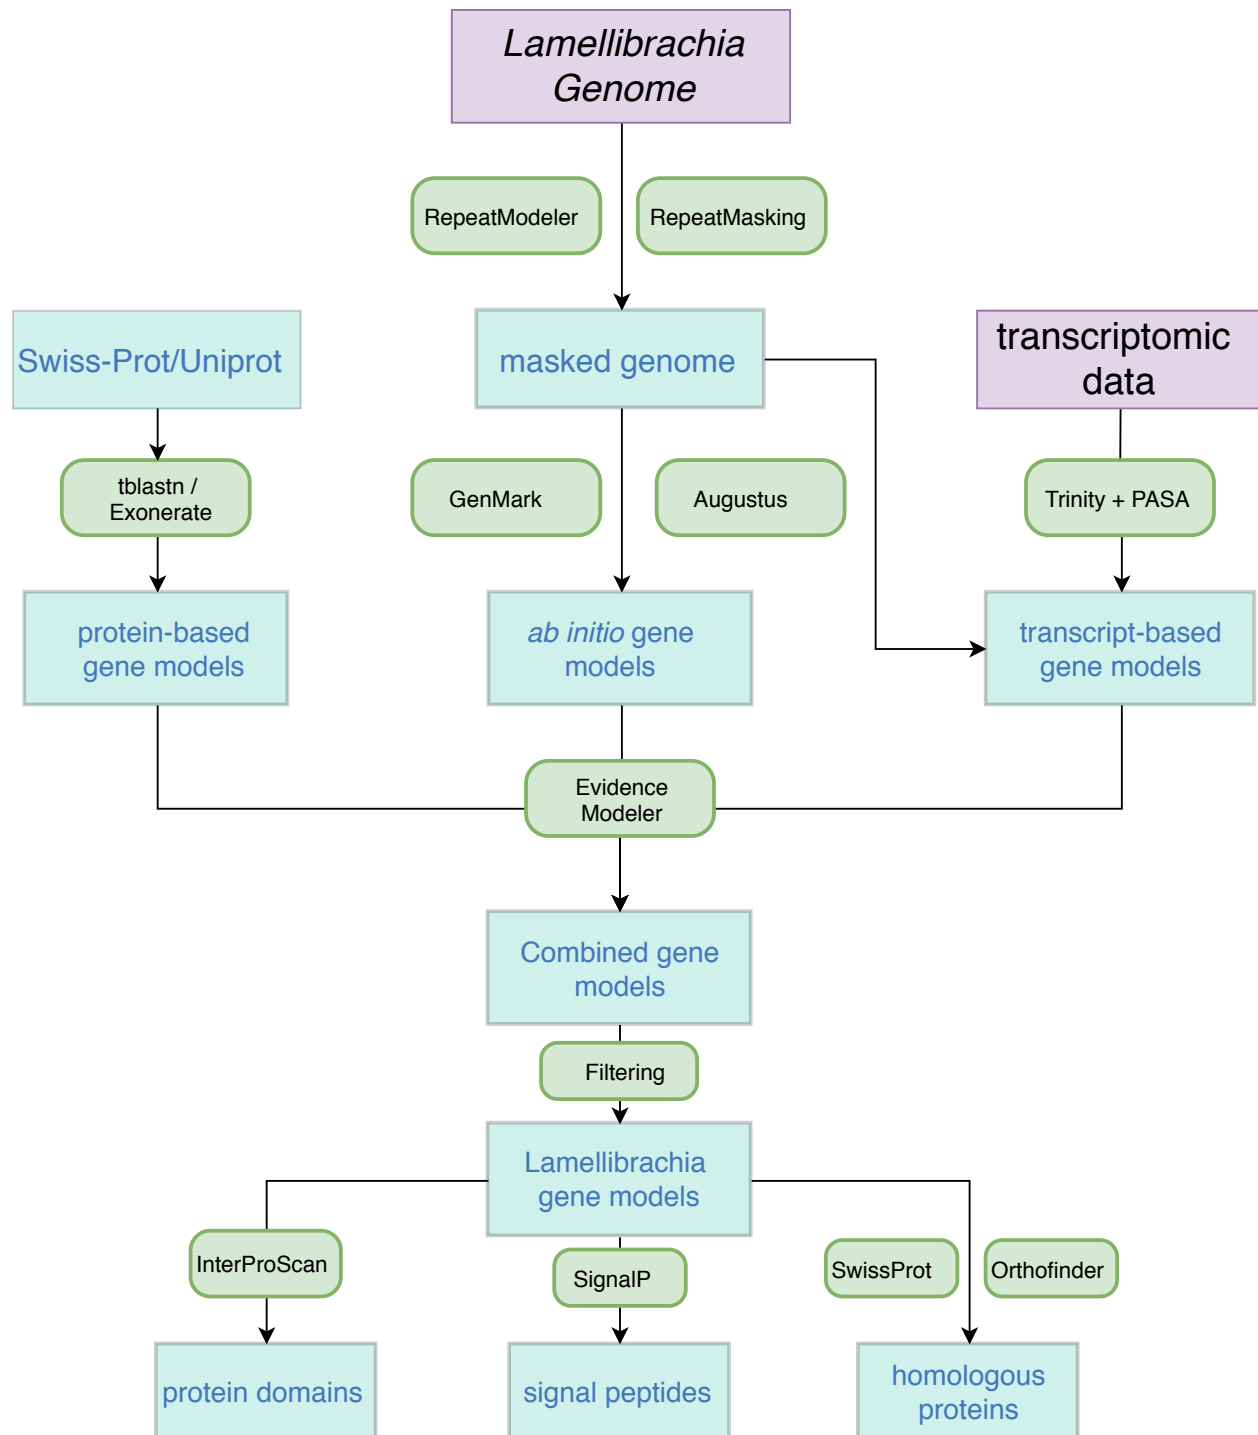 Lamellibrachia
Genome
RepeatModeler
RepeatMasking
Swiss-Prot/Uniprot
masked genome
transcriptomic
data
tblastn /
Exonerate
GenMark
Augustus
Trinity + PASA
protein-based
gene models
ab initio gene
models
transcript-based
gene models
Evidence
Modeler
Combined gene
models
Filtering
Lamellibrachia
gene models
InterProScan
SignalP
SwissProt
Orthofinder
protein domains
signal peptides
homologous
proteins